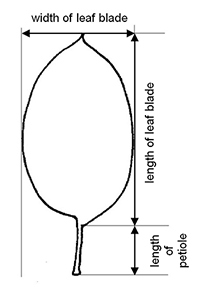 width of leaf blade
length of leaf blade
length
of
petiole